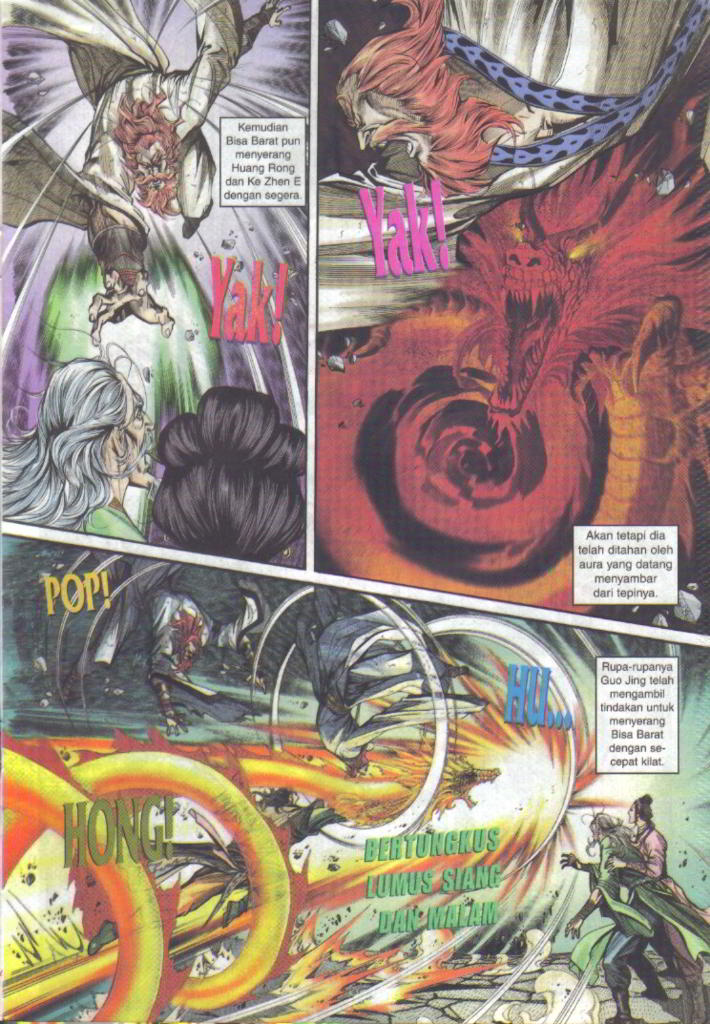 Kemudian
Bisa Barat pun
menyerang
Huang Rong
dan Ke Zhen E
dengan segera.
Yak!
Yak!
Akan tetapi dia
telah ditahan oleh
aura yang datang
menyambar
dari tepinya.
POP!
HU...
Rupa-rupanya
Guo Jing telah
mengambil
tindakan untuk
menyerang
Bisa Barat
dengan se-
cepat kilat.
HONG!
BERTUNGKUS
LUMUS SIANG
DAN MALAM